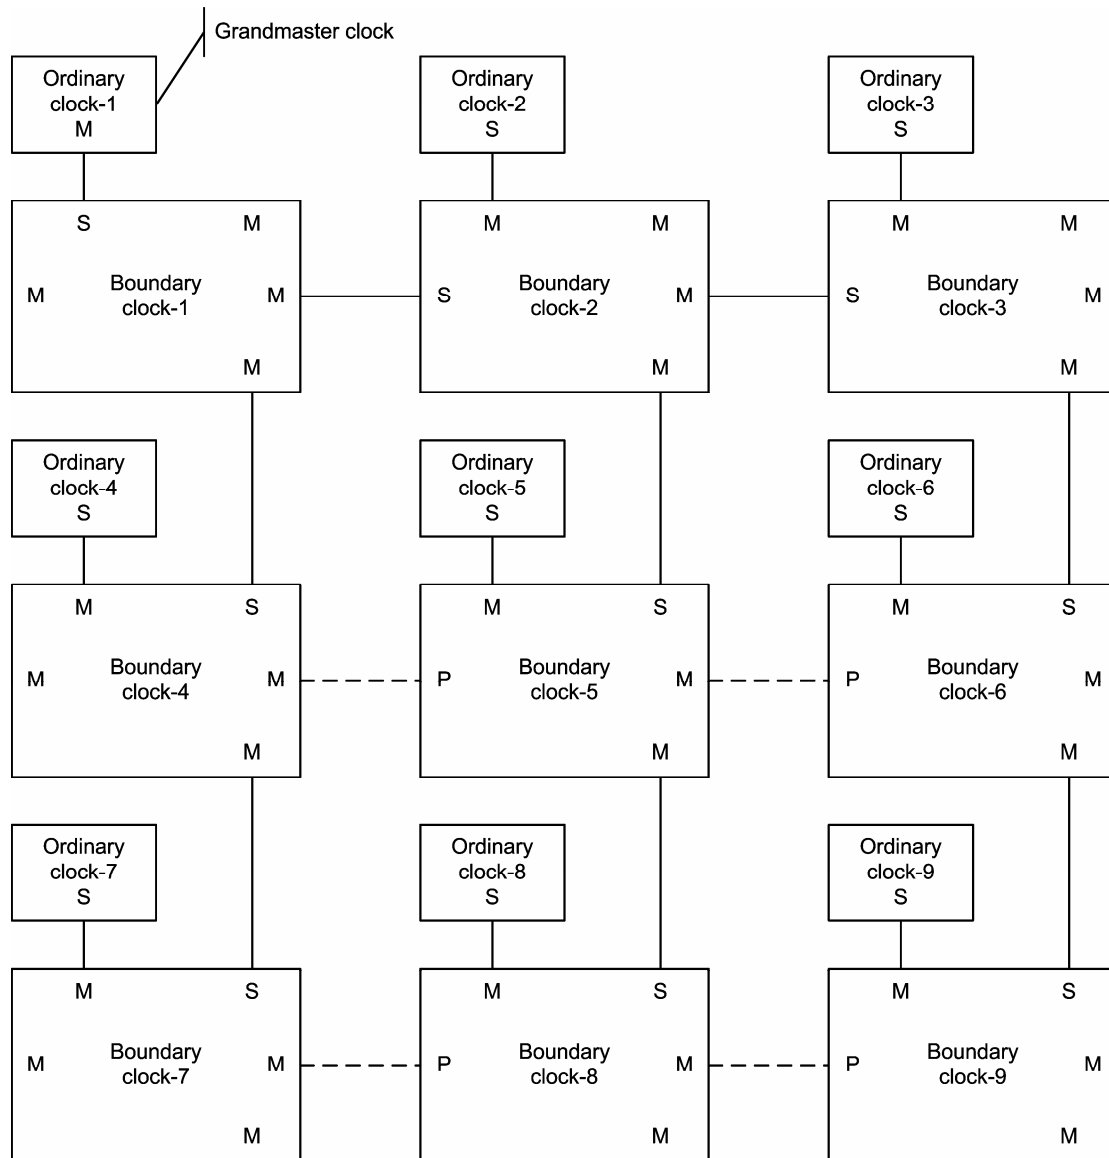 Grandmaster clock
Ordinary
clock-1
M
Ordinary
clock-2
S
Ordinary
clock-3
S
S M
M Boundary M
clock-1
M
M M
S Boundary M
clock-2
M
M M
S Boundary M
clock-3
M
Ordinary
clock-4
S
Ordinary
clock-5
S
Ordinary
clock-6
S
M S
M Boundary M
clock-4
M
M S
P Boundary M
clock-5
M
M S
P Boundary M
clock-6
M
Ordinary
clock-7
S
Ordinary
clock-8
S
Ordinary
clock-9
S
M S
M Boundary M
clock-7
M
M S
P Boundary M
clock-8
M
M S
P Boundary M
clock-9
M